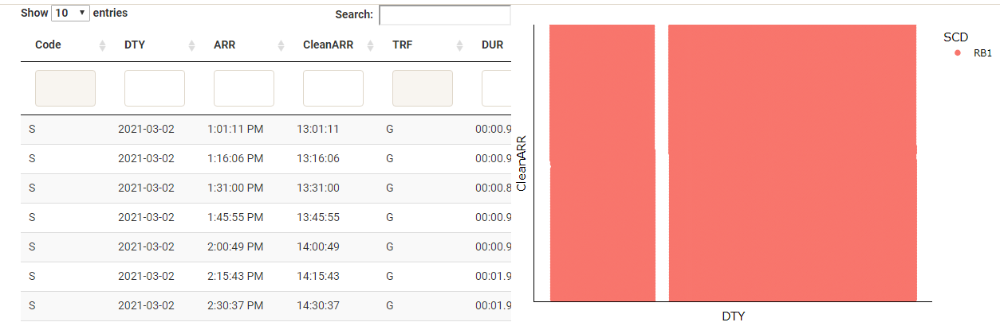 Show 10 entries
Search:
Code DTY ARR CleanARR TRF DUR
S 2021-03-02 1:01:11 PM 13:01:11 G 00:00.9
S 2021-03-02 1:16:06 PM 13:16:06 G 00:00.9
S 2021-03-02 1:31:00 PM 13:31:00 G 00:00.8
S 2021-03-02 1:45:55 PM 13:45:55 G 00:00.9
S 2021-03-02 2:00:49 PM 14:00:49 G 00:00.9
S 2021-03-02 2:15:43 PM 14:15:43 G 00:01.9
S 2021-03-02 2:30:37 PM 14:30:37 G 00:01.9
CleanARR
DTY
SCD
RB1